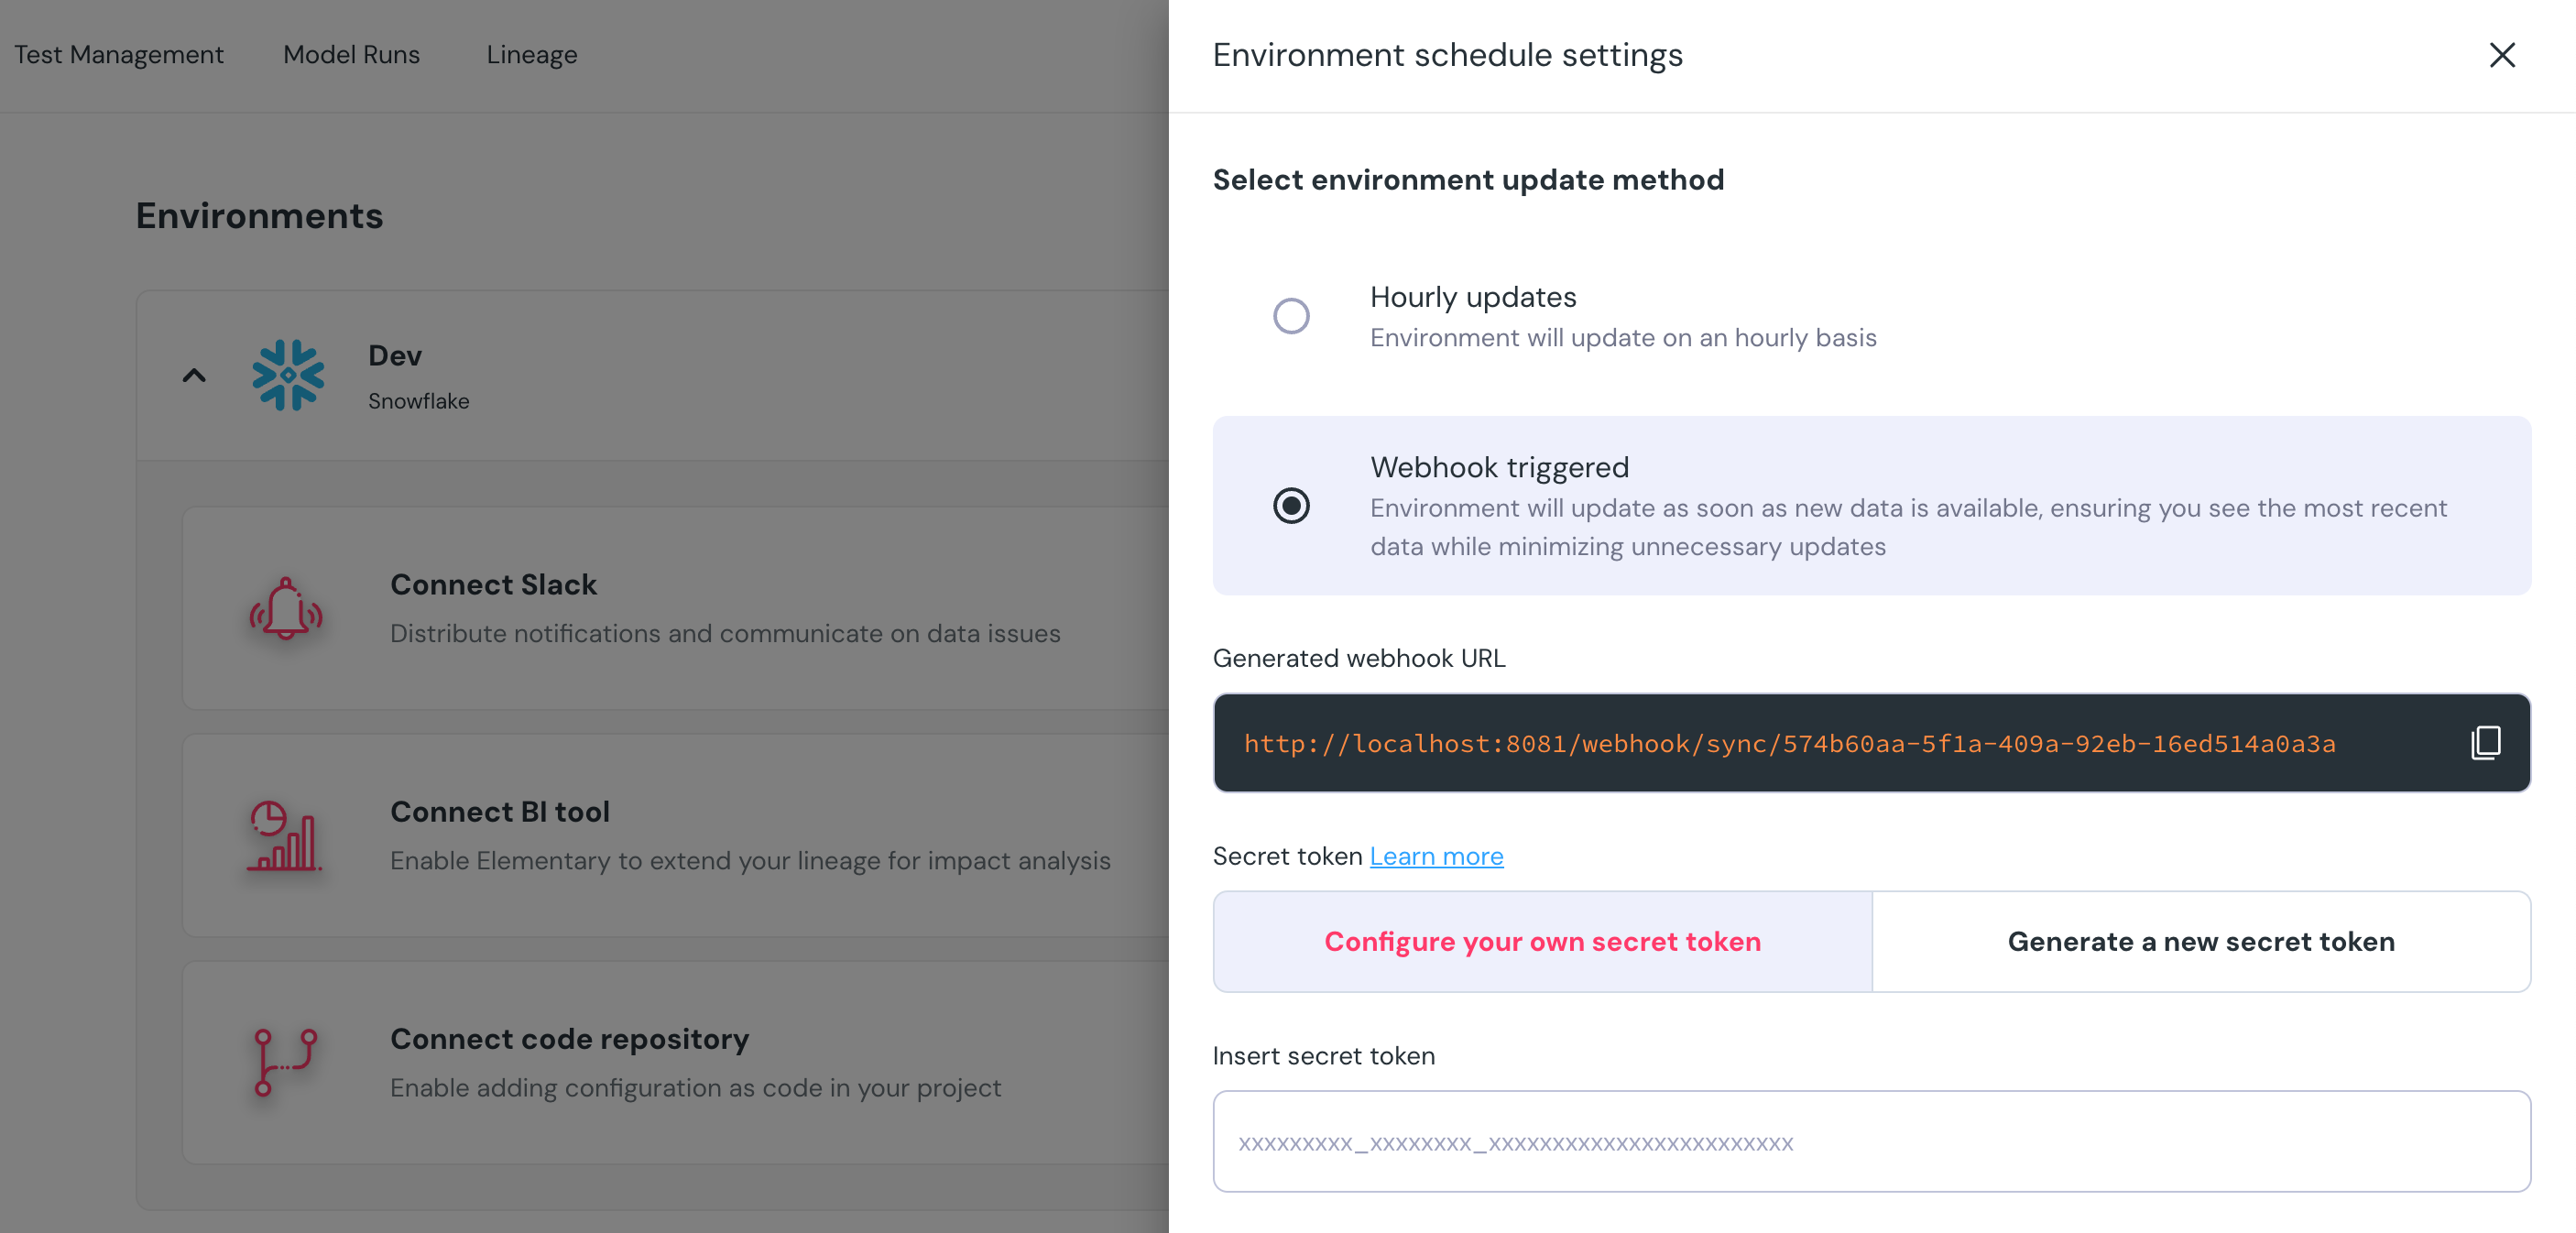 Test Management
Model Runs
Lineage
Environments
Dev
Snowflake
Connect Slack
Distribute notifications and communicate on data issues
Connect BI tool
Enable Elementary to extend your lineage for impact analysis
Connect code repository
Enable adding configuration as code in your project
Environment schedule settings
Select environment update method
Hourly updates
Environment will update on an hourly basis
Webhook triggered
Environment will update as soon as new data is available, ensuring you see the most recent
data while minimizing unnecessary updates
Generated webhook URL
http://localhost:8081/webhook/sync/574b60aa-5f1a-409a-92eb-16ed514a0a3a
Secret token Learn more
Configure your own secret token
Generate a new secret token
Insert secret token
xxxxxxxxx_xxxxxxxx_xxxxxxxxxxxxxxxxxxxxxxxx